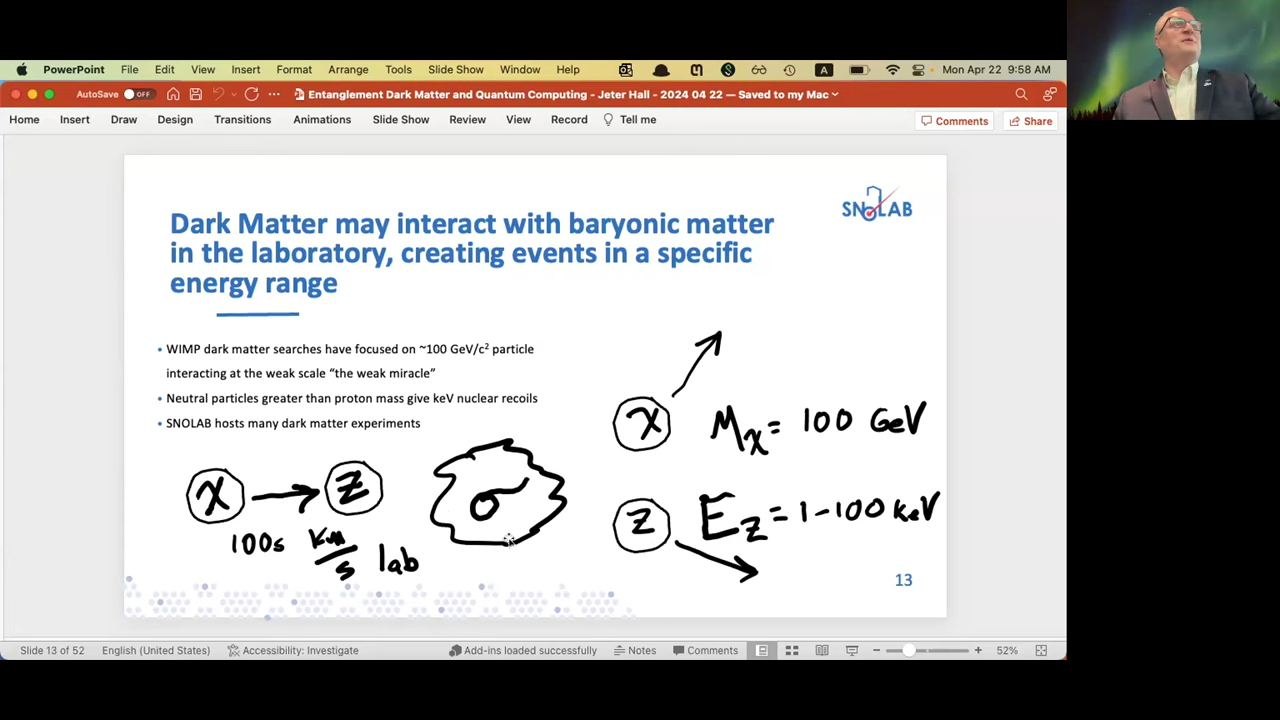 PowerPoint File Edit View Insert Format Arrange Tools Slide Show Window Help A Mon Apr 22 9:58 AM
AutoSave OFF Entanglement Dark Matter and Quantum Computing - Jeter Hall - 2024 04 22 — Saved to my Mac
Home Insert Draw Design Transitions Animations Slide Show Review View Record Tell me Comments Share
SNOLAB
Dark Matter may interact with baryonic matter
in the laboratory, creating events in a specific
energy range
• WIMP dark matter searches have focused on ~100 GeV/c² particle
interacting at the weak scale “the weak miracle”
• Neutral particles greater than proton mass give keV nuclear recoils
• SNOLAB hosts many dark matter experiments
χ Mχ = 100 GeV
χ Z σ
Z E_Z = 1-100 keV
100s km/s lab
13
Slide 13 of 52 English (United States) Accessibility: Investigate Add-ins loaded successfully Notes Comments 52%